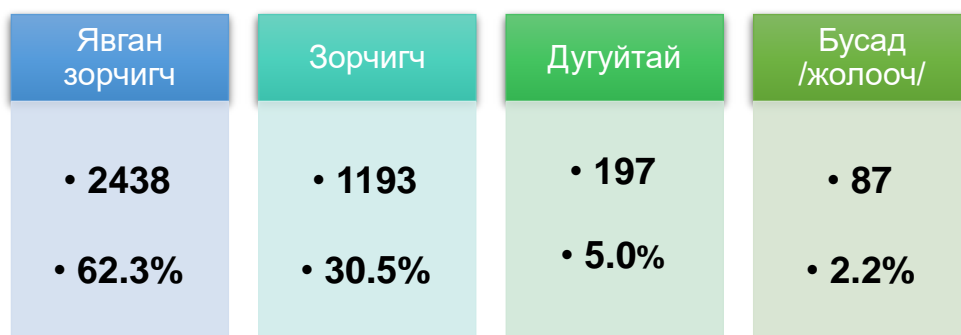 Явган
зорчигч
• 2438
• 62.3%
Зорчигч
• 1193
• 30.5%
Дугуйтай
• 197
• 5.0%
Бусад
/жолооч/
• 87
• 2.2%